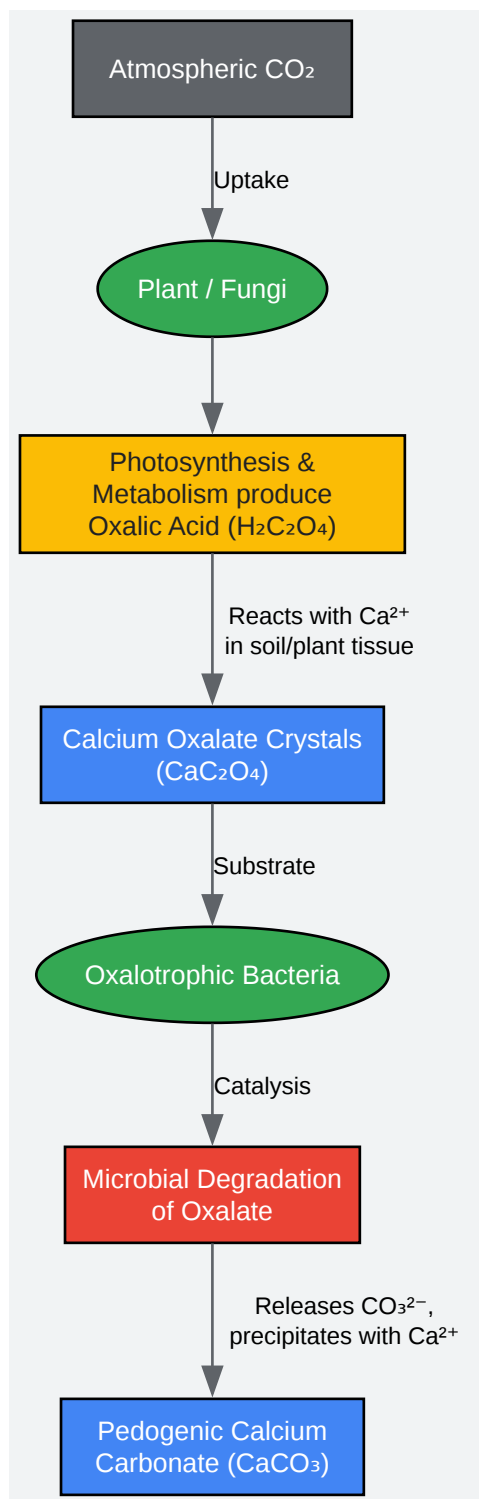 Atmospheric CO₂
Uptake
Plant / Fungi
Photosynthesis &
Metabolism produce
Oxalic Acid (H₂C₂O₄)
Reacts with Ca²⁺
in soil/plant tissue
Calcium Oxalate Crystals
(CaC₂O₄)
Substrate
Oxalotrophic Bacteria
Catalysis
Microbial Degradation
of Oxalate
Releases CO₃²⁻,
precipitates with Ca²⁺
Pedogenic Calcium
Carbonate (CaCO₃)